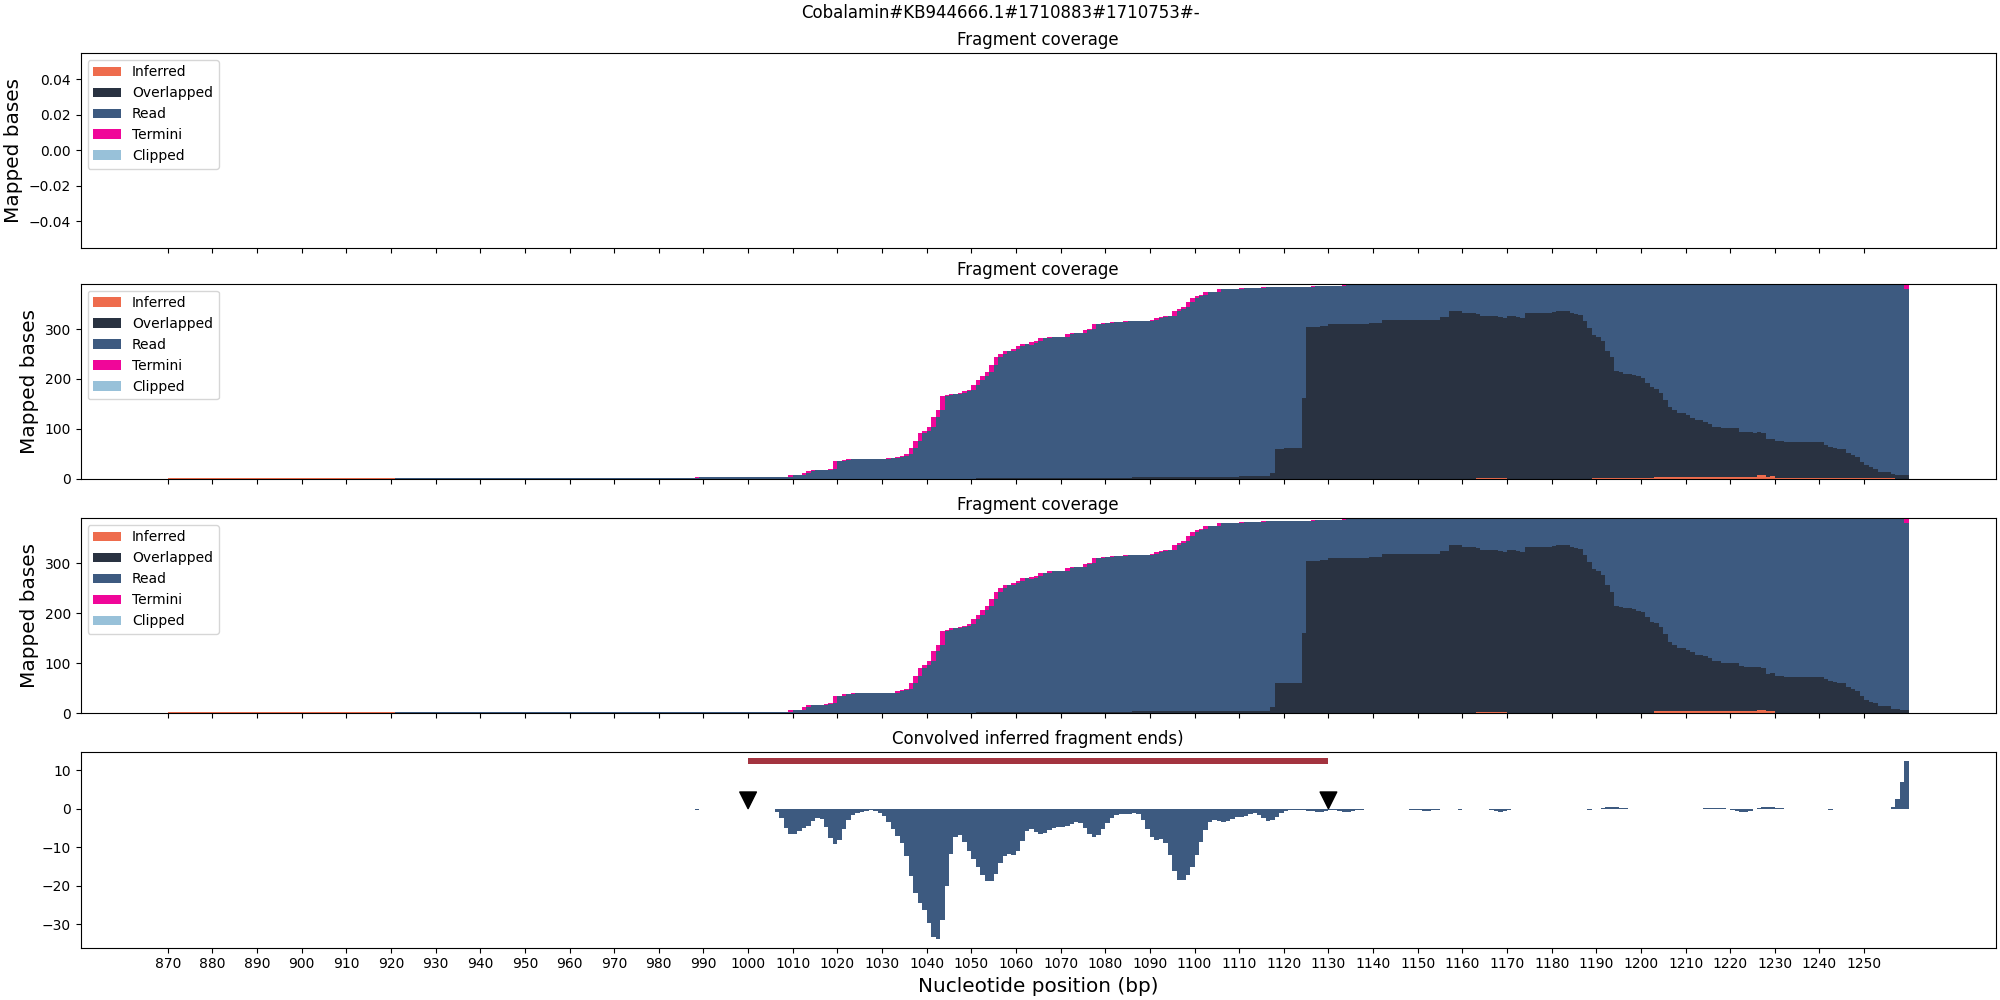 Cobalamin#KB944666.1#1710883#1710753#-
Fragment coverage
Mapped bases
0.04
0.02
0.00
−0.02
−0.04
Inferred
Overlapped
Read
Termini
Clipped
Fragment coverage
Mapped bases
300
200
100
0
Inferred
Overlapped
Read
Termini
Clipped
Fragment coverage
Mapped bases
300
200
100
0
Inferred
Overlapped
Read
Termini
Clipped
Convolved inferred fragment ends)
10
0
−10
−20
−30
870 880 890 900 910 920 930 940 950 960 970 980 990 1000 1010 1020 1030 1040 1050 1060 1070 1080 1090 1100 1110 1120 1130 1140 1150 1160 1170 1180 1190 1200 1210 1220 1230 1240 1250
Nucleotide position (bp)